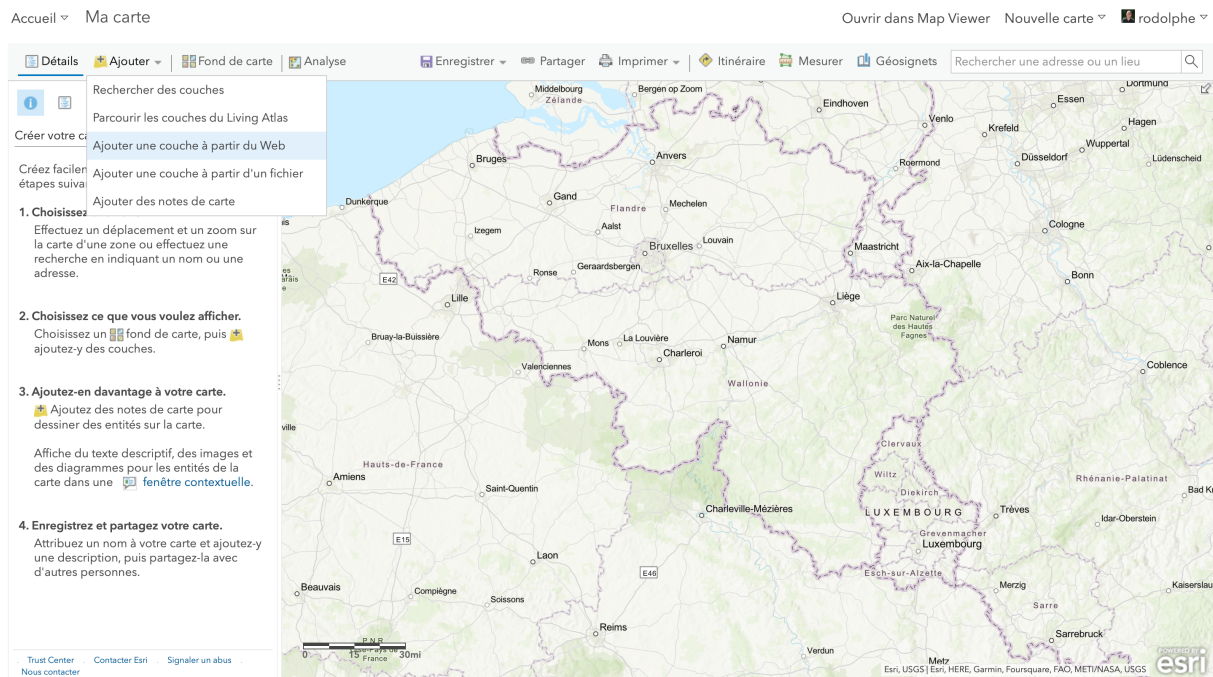 Accueil Ma carte
Ouvrir dans Map Viewer Nouvelle carte rodolphe
Détails Ajouter Fond de carte Analyse Enregistrer Partager Imprimer Itinéraire Mesurer Géosignets Rechercher une adresse ou un lieu
Rechercher des couches
Parcourir les couches du Living Atlas
Ajouter une couche à partir du Web
Ajouter une couche à partir d'un fichier
Ajouter des notes de carte
Créer votre ca
Créez facilem
étapes suivan
1. Choisissez
Effectuez un déplacement et un zoom sur
la carte d'une zone ou effectuez une
recherche en indiquant un nom ou une
adresse.
2. Choisissez ce que vous voulez afficher.
Choisissez un fond de carte, puis
ajoutez-y des couches.
3. Ajoutez-en davantage à votre carte.
Ajoutez des notes de carte pour
dessiner des entités sur la carte.
Affiche du texte descriptif, des images et
des diagrammes pour les entités de la
carte dans une fenêtre contextuelle.
4. Enregistrez et partagez votre carte.
Attribuez un nom à votre carte et ajoutez-y
une description, puis partagez-la avec
d'autres personnes.
Trust Center
Contacter Esri
Signaler un abus
Nous contacter
Middelbourg
Zélande
Bergen op Zoom
Eindhoven
Dortmund
Essen
Venlo
Krefeld
Hagen
Wuppertal
Düsseldorf
Lüdenscheid
Bruges
Anvers
Roermond
Dunkerque
Gand
Flandre
Mechelen
Cologne
is
Izegem
Aalst
Bruxelles
Louvain
Maastricht
Aix-la-Chapelle
es
arais
e
E42
Ronse
Geraardsbergen
Bonn
Lille
Liège
Parc Naturel
des Hautes
Fagnes
Bruay-la-Buissière
Mons
La Louvière
Namur
Charleroi
Valenciennes
Coblence
Wallonie
ville
Clervaux
Hauts-de-France
Amiens
Saint-Quentin
Wiltz
Diekirch
Rhénanie-Palatinat
Bad K
Charleville-Mézières
LUXEMBOURG
Trèves
Idar-Oberstein
E15
Grevenmacher
Luxembourg
Laon
E46
Esch-sur-Alzette
Beauvais
Compiègne
Soissons
Merzig
Kaiserslau
Sarre
Reims
Sarrebruck
PNR
Oise-Pays de
France
0 15 30mi
Verdun
Metz
Esri, USGS | Esri, HERE, Garmin, Foursquare, FAO, METI/NASA, USGS
POWERED BY
esri